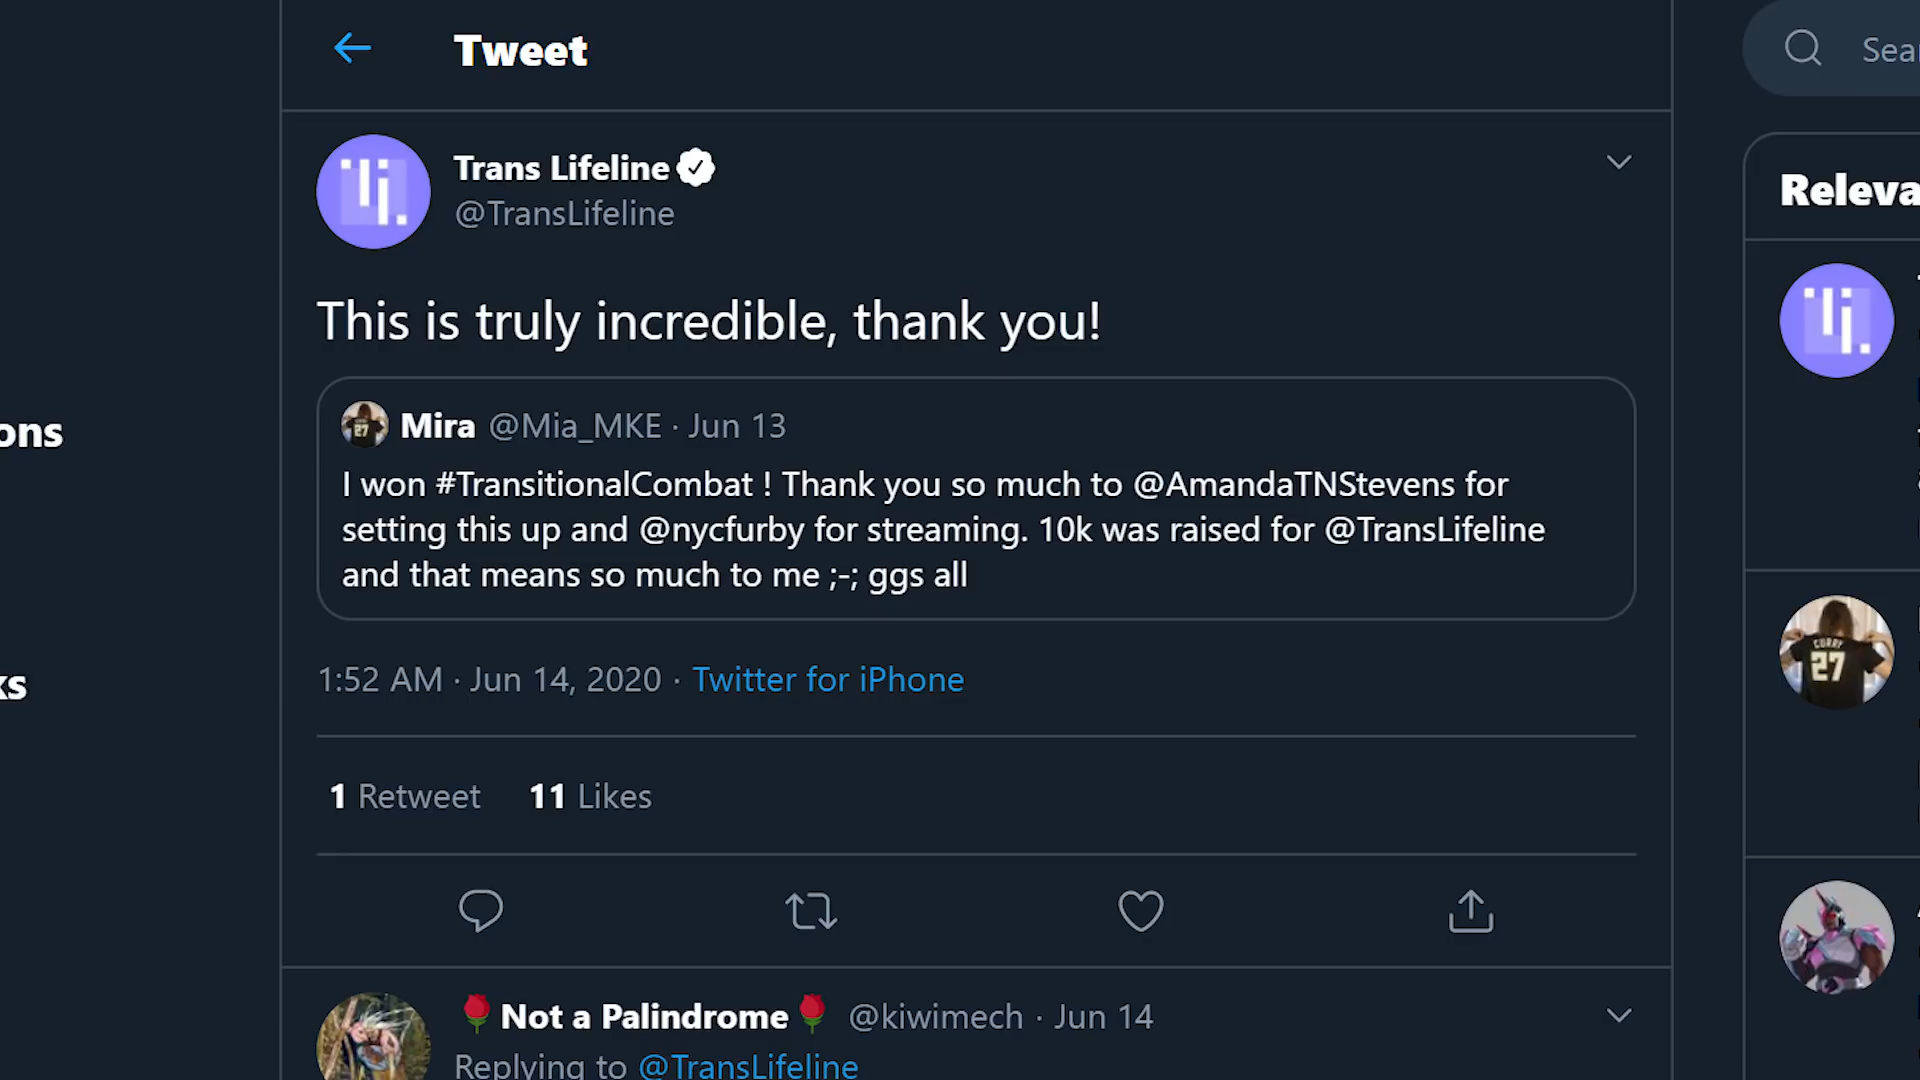 Tweet
Sear
Trans Lifeline
@TransLifeline
Releva
This is truly incredible, thank you!
Mira @Mia_MKE · Jun 13
I won #TransitionalCombat ! Thank you so much to @AmandaTNStevens for
setting this up and @nycfurby for streaming. 10k was raised for @TransLifeline
and that means so much to me ;-; ggs all
ons
1:52 AM · Jun 14, 2020 · Twitter for iPhone
ks
CURRY
27
1 Retweet 11 Likes
🌹Not a Palindrome🌹 @kiwimech · Jun 14
Replying to @TransLifeline